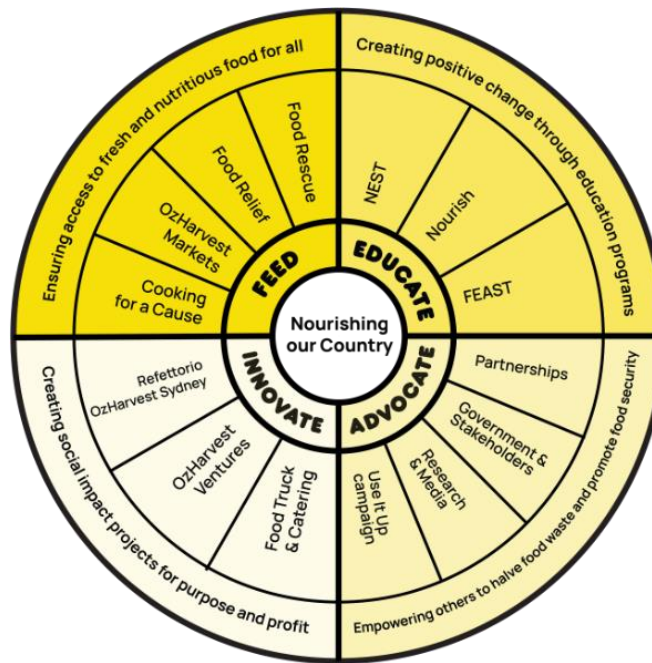 Ensuring access to fresh and nutritious food for all
Food Rescue
Food Relief
OzHarvest
Markets
Cooking
for a Cause
FEED
Creating positive change through education programs
NEST
Nourish
FEAST
EDUCATE
Nourishing
our Country
INNOVATE
Refettorio
OzHarvest Sydney
OzHarvest
Ventures
Food Truck
& Catering
Creating social impact projects for purpose and profit
ADVOCATE
Partnerships
Government &
Stakeholders
Research
& Media
Use It Up
campaign
Empowering others to halve food waste and promote food security